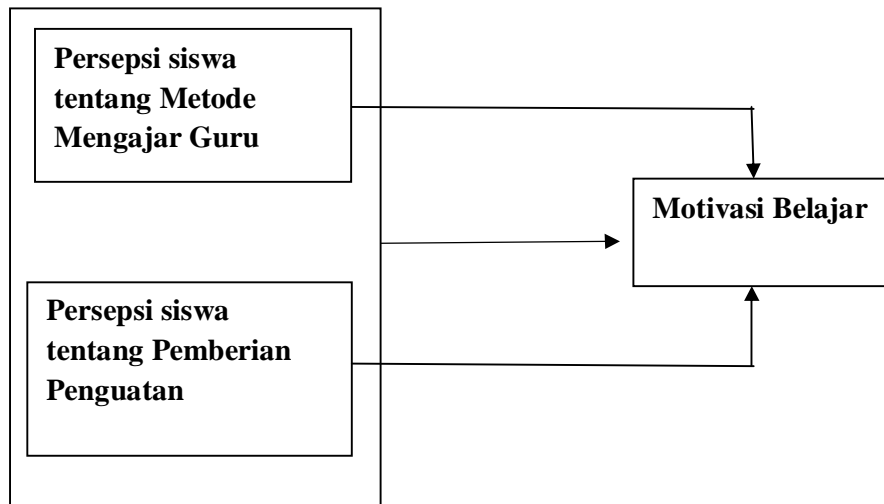 Persepsi siswa
tentang Metode
Mengajar Guru
Motivasi Belajar
Persepsi siswa
tentang Pemberian
Penguatan